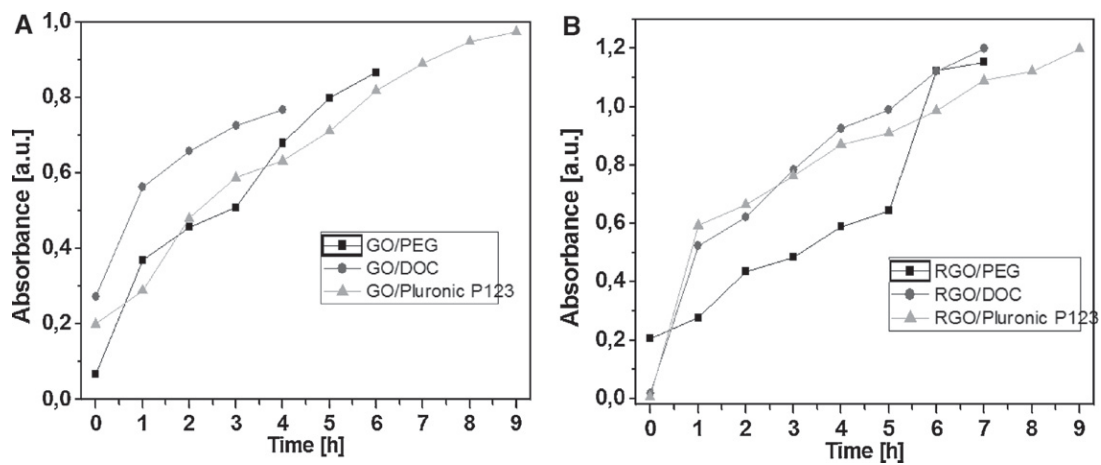 A
Absorbance [a.u.]
1,0
0,8
0,6
0,4
0,2
0,0
GO/PEG
GO/DOC
GO/Pluronic P123
0 1 2 3 4 5 6 7 8 9
Time [h]
B
Absorbance [a.u.]
1,2
1,0
0,8
0,6
0,4
0,2
0,0
RGO/PEG
RGO/DOC
RGO/Pluronic P123
0 1 2 3 4 5 6 7 8 9
Time [h]